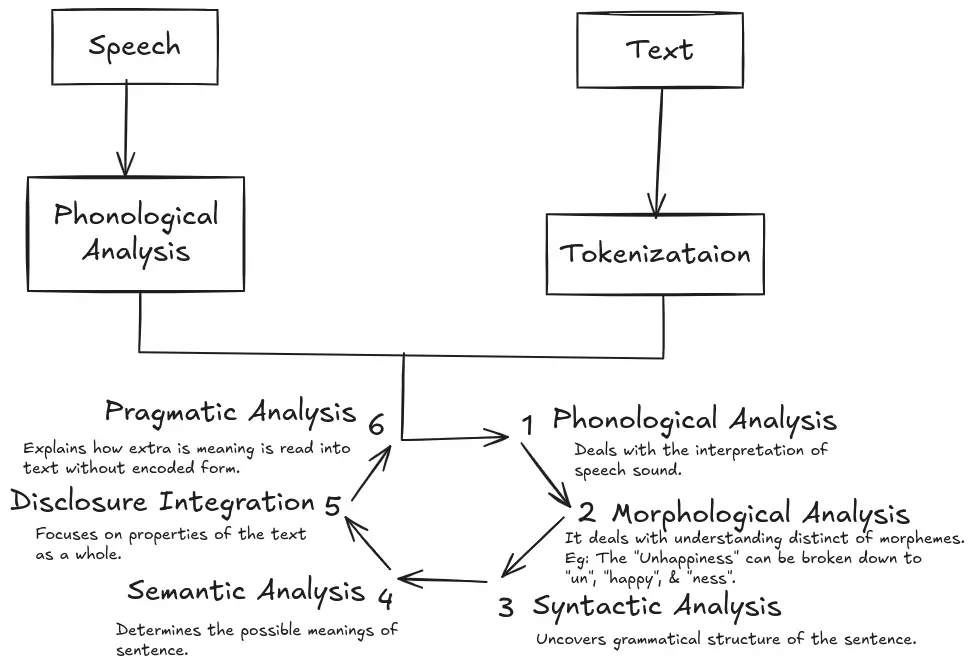 Speech
Text
Phonological
Analysis
Tokenizataion
Pragmatic Analysis 6
Explains how extra is meaning is read into
text without encoded form.
1 Phonological Analysis
Deals with the interpretation of
speech sound.
Disclosure Integration 5
Focuses on properties of the text
as a whole.
2 Morphological Analysis
It deals with understanding distinct of morphemes.
Eg: The "Unhappiness" can be broken down to
"un", "happy", & "ness".
Semantic Analysis 4
Determines the possible meanings of
sentence.
3 Syntactic Analysis
Uncovers grammatical structure of the sentence.